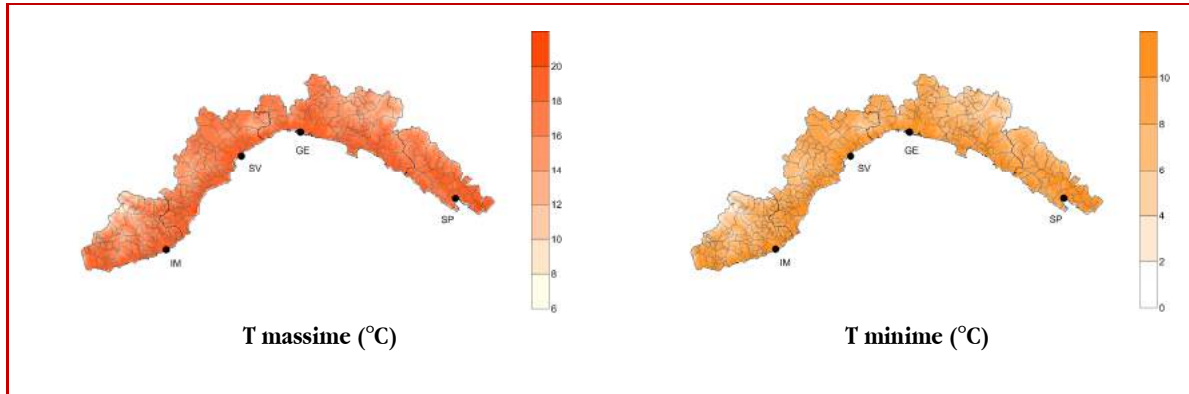 SV
GE
SP
IM
20
18
16
14
12
10
8
6
T massime (°C)
SV
GE
SP
IM
10
8
6
4
2
0
T minime (°C)